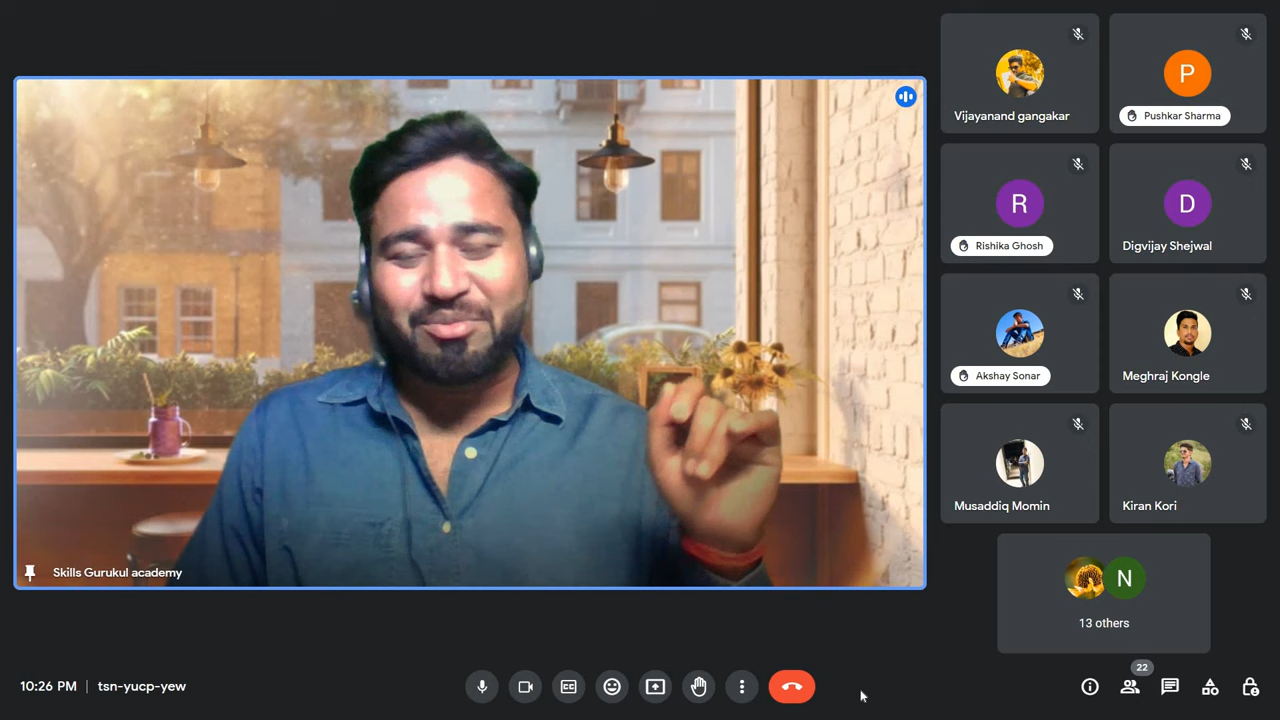 Vijayanand gangakar
P
Pushkar Sharma
R
Rishika Ghosh
D
Digvijay Shejwal
Akshay Sonar
Meghraj Kongle
Musaddiq Momin
Kiran Kori
Skills Gurukul academy
N
13 others
10:26 PM | tsn-yucp-yew
CC
22